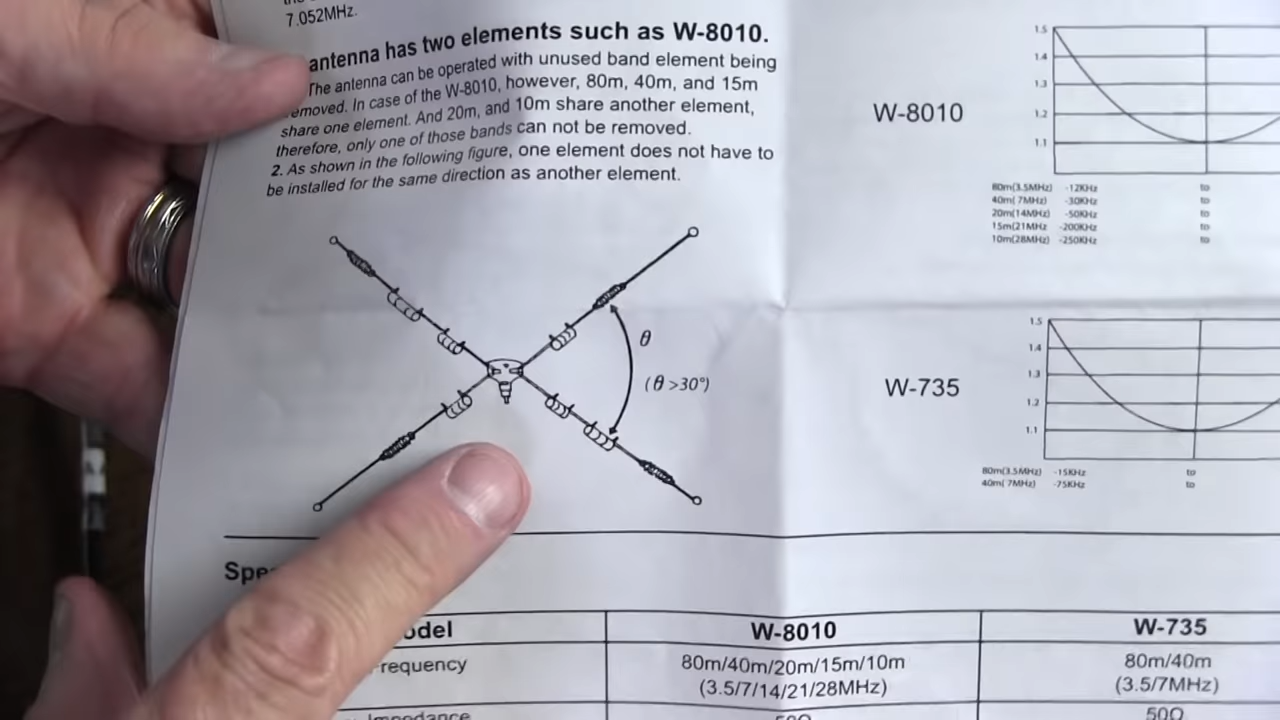 7.052MHz.
antenna has two elements such as W-8010.
The antenna can be operated with unused band element being
emoved. In case of the W-8010, however, 80m, 40m, and 15m
share one element. And 20m, and 10m share another element,
therefore, only one of those bands can not be removed.
2. As shown in the following figure, one element does not have to
be installed for the same direction as another element.
θ
(θ >30°)
W-8010
1.5
1.4
1.3
1.2
1.1
80m(3.5MHz) -12KHz to
40m( 7MHz) -30KHz to
20m(14MHz) -50KHz to
15m(21MHz -200KHz to
10m(28MHz) -250KHz to
W-735
1.5
1.4
1.3
1.2
1.1
80m(3.5MHz) -15KHz to
40m( 7MHz) -75KHz to
Spe
odel W-8010 W-735
requency 80m/40m/20m/15m/10m 80m/40m
(3.5/7/14/21/28MHz) (3.5/7MHz)
Impedance 50Ω 50Ω